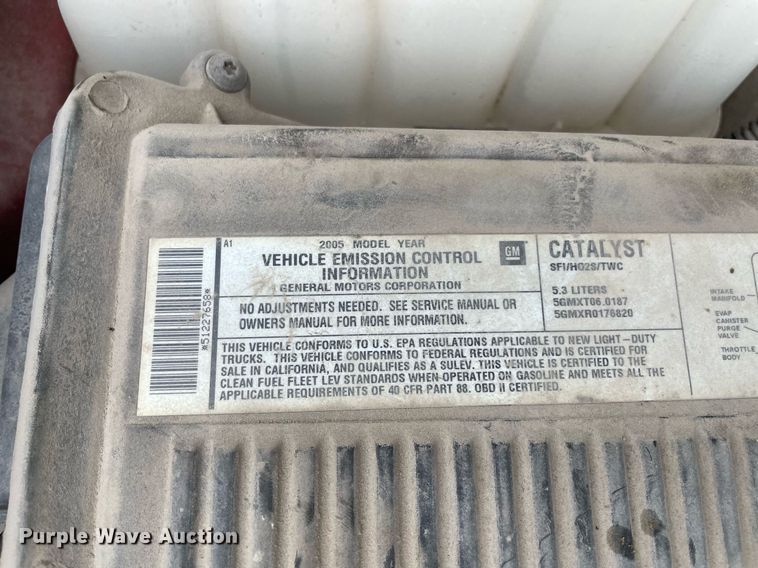 A1
2005 MODEL YEAR
VEHICLE EMISSION CONTROL
INFORMATION
GENERAL MOTORS CORPORATION
GM
NO ADJUSTMENTS NEEDED. SEE SERVICE MANUAL OR
OWNERS MANUAL FOR MORE INFORMATION.
CATALYST
SFI/HO2S/TWC
5.3 LITERS
5GMXT06.0187
5GMXR0176820
THIS VEHICLE CONFORMS TO U.S. EPA REGULATIONS APPLICABLE TO NEW LIGHT-DUTY
TRUCKS. THIS VEHICLE CONFORMS TO FEDERAL REGULATIONS AND IS CERTIFIED FOR
SALE IN CALIFORNIA, AND QUALIFIES AS A SULEV. THIS VEHICLE IS CERTIFIED TO
CLEAN FUEL FLEET LEV STANDARDS WHEN OPERATED ON GASOLINE AND MEETS ALL THE
APPLICABLE REQUIREMENTS OF 40 CFR PART 88. OBD II CERTIFIED.
*51227658*
INTAKE
MANIFOLD
EVAP
CANISTER
PURGE
VALVE
THROTTLE
BODY
Purple Wave Auction